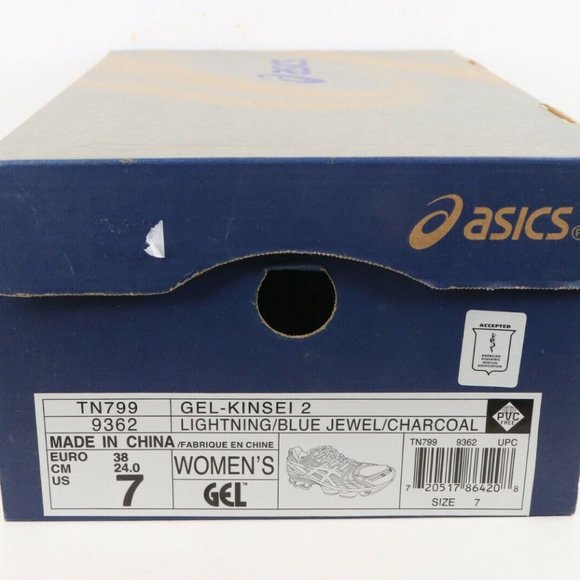 asics
asics®
ACCEPTED
AMERICAN
PODIATRIC
MEDICAL
ASSOCIATION
TN799 GEL-KINSEI 2
9362 LIGHTNING/BLUE JEWEL/CHARCOAL
PVC
FREE
MADE IN CHINA/FABRIQUE EN CHINE
EURO 38
CM 24.0
US 7
WOMEN'S
GEL™
TN799 9362 UPC
7 20517 86420 8
SIZE 7